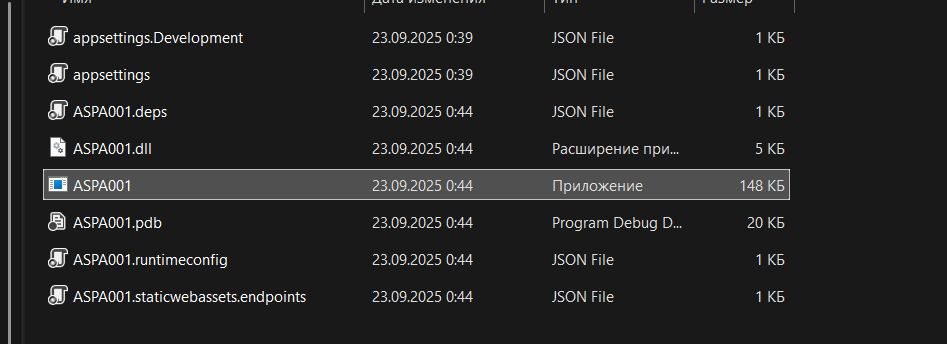 Имя Дата изменения Тип Размер
appsettings.Development 23.09.2025 0:39 JSON File 1 КБ
appsettings 23.09.2025 0:39 JSON File 1 КБ
ASPA001.deps 23.09.2025 0:44 JSON File 1 КБ
ASPA001.dll 23.09.2025 0:44 Расширение при... 5 КБ
ASPA001 23.09.2025 0:44 Приложение 148 КБ
ASPA001.pdb 23.09.2025 0:44 Program Debug D... 20 КБ
ASPA001.runtimeconfig 23.09.2025 0:44 JSON File 1 КБ
ASPA001.staticwebassets.endpoints 23.09.2025 0:44 JSON File 1 КБ